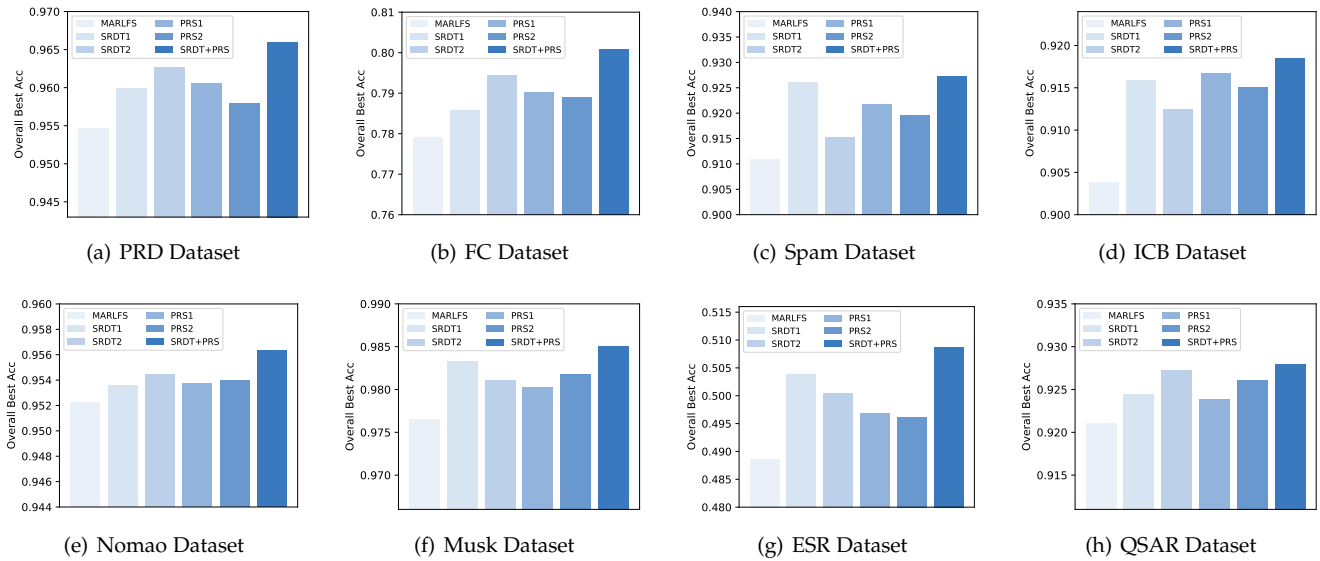 0.970
0.965
0.960
0.955
0.950
0.945
Overall Best Acc
MARLFS PRS1
SRDT1 PRS2
SRDT2 SRDT+PRS
(a) PRD Dataset
0.81
0.80
0.79
0.78
0.77
0.76
Overall Best Acc
MARLFS PRS1
SRDT1 PRS2
SRDT2 SRDT+PRS
(b) FC Dataset
0.940
0.935
0.930
0.925
0.920
0.915
0.910
0.905
0.900
Overall Best Acc
MARLFS PRS1
SRDT1 PRS2
SRDT2 SRDT+PRS
(c) Spam Dataset
0.920
0.915
0.910
0.905
0.900
Overall Best Acc
MARLFS PRS1
SRDT1 PRS2
SRDT2 SRDT+PRS
(d) ICB Dataset
0.960
0.958
0.956
0.954
0.952
0.950
0.948
0.946
0.944
Overall Best Acc
MARLFS PRS1
SRDT1 PRS2
SRDT2 SRDT+PRS
(e) Nomao Dataset
0.990
0.985
0.980
0.975
0.970
Overall Best Acc
MARLFS PRS1
SRDT1 PRS2
SRDT2 SRDT+PRS
(f) Musk Dataset
0.515
0.510
0.505
0.500
0.495
0.490
0.485
0.480
Overall Best Acc
MARLFS PRS1
SRDT1 PRS2
SRDT2 SRDT+PRS
(g) ESR Dataset
0.935
0.930
0.925
0.920
0.915
Overall Best Acc
MARLFS PRS1
SRDT1 PRS2
SRDT2 SRDT+PRS
(h) QSAR Dataset